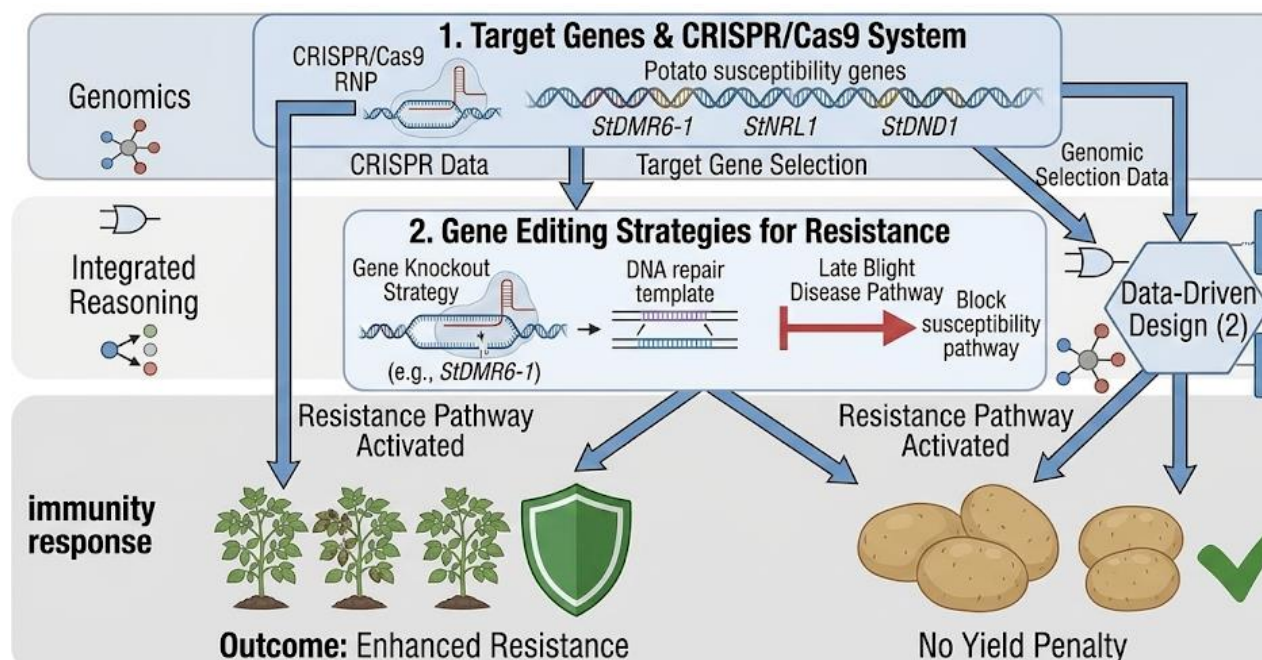 1. Target Genes & CRISPR/Cas9 System
CRISPR/Cas9
RNP
Potato susceptibility genes
StDMR6-1
StNRL1
StDND1
Genomics
CRISPR Data
Target Gene Selection
Genomic
Selection Data
Integrated
Reasoning
2. Gene Editing Strategies for Resistance
Gene Knockout
Strategy
(e.g., StDMR6-1)
DNA repair
template
Late Blight
Disease Pathway
Block
susceptibility
pathway
Data-Driven
Design (2)
Resistance Pathway
Activated
Resistance Pathway
Activated
immunity
response
Outcome: Enhanced Resistance
No Yield Penalty